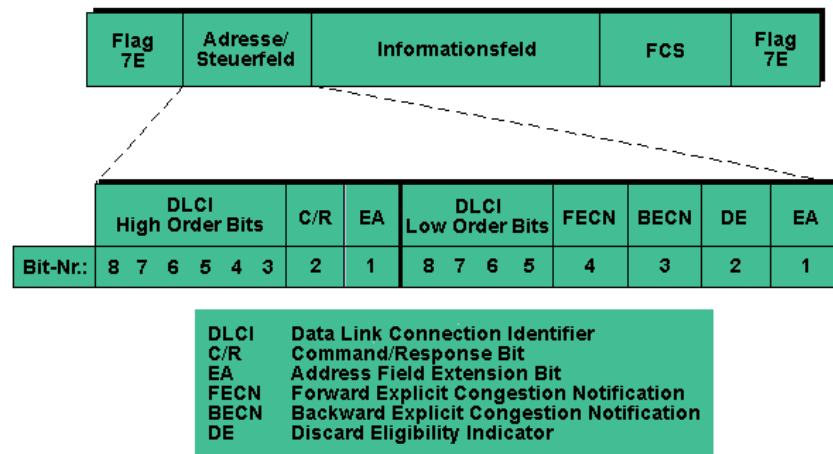 Flag 7E
Adresse/ Steuerfeld
Informationsfeld
FCS
Flag 7E
DLCI High Order Bits
C/R
EA
DLCI Low Order Bits
FECN
BECN
DE
EA
Bit-Nr.: 8 7 6 5 4 3 2 1 8 7 6 5 4 3 2 1
DLCI Data Link Connection Identifier
C/R Command/Response Bit
EA Address Field Extension Bit
FECN Forward Explicit Congestion Notification
BECN Backward Explicit Congestion Notification
DE Discard Eligibility Indicator